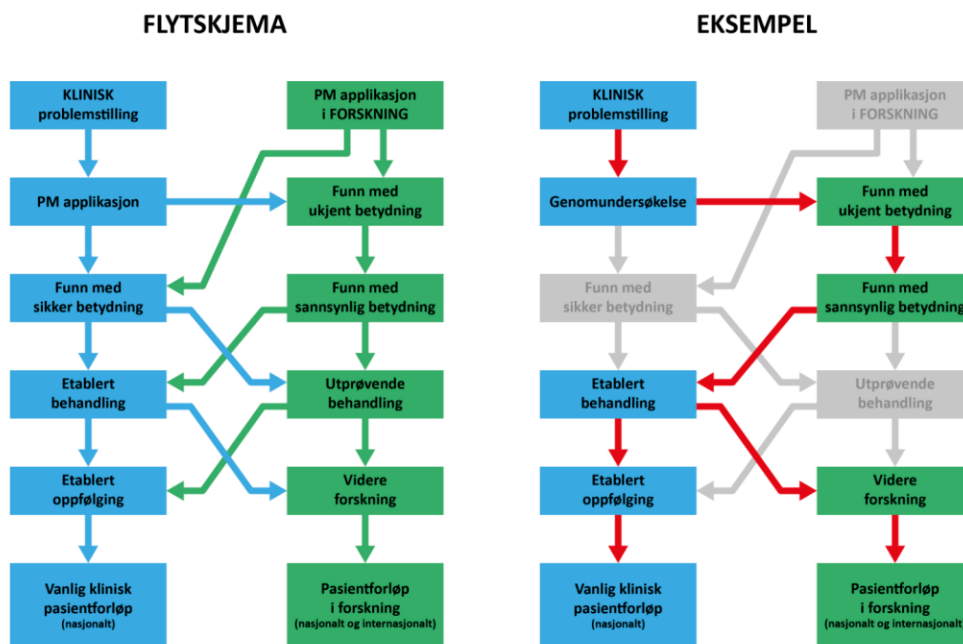 FLYTSKJEMA
KLINISK
problemstilling
PM applikasjon
i FORSKNING
PM applikasjon
Funn med
ukjent betydning
Funn med
sikker betydning
Funn med
sannsynlig betydning
Etablert
behandling
Utprøvende
behandling
Etablert
oppfølging
Videre
forskning
Vanlig klinisk
pasientforløp
(nasjonalt)
Pasientforløp
i forskning
(nasjonalt og internasjonalt)
EKSEMPEL
KLINISK
problemstilling
PM applikasjon
i FORSKNING
Genomundersøkelse
Funn med
ukjent betydning
Funn med
sikker betydning
Funn med
sannsynlig betydning
Etablert
behandling
Utprøvende
behandling
Etablert
oppfølging
Videre
forskning
Vanlig klinisk
pasientforløp
(nasjonalt)
Pasientforløp
i forskning
(nasjonalt og internasjonalt)